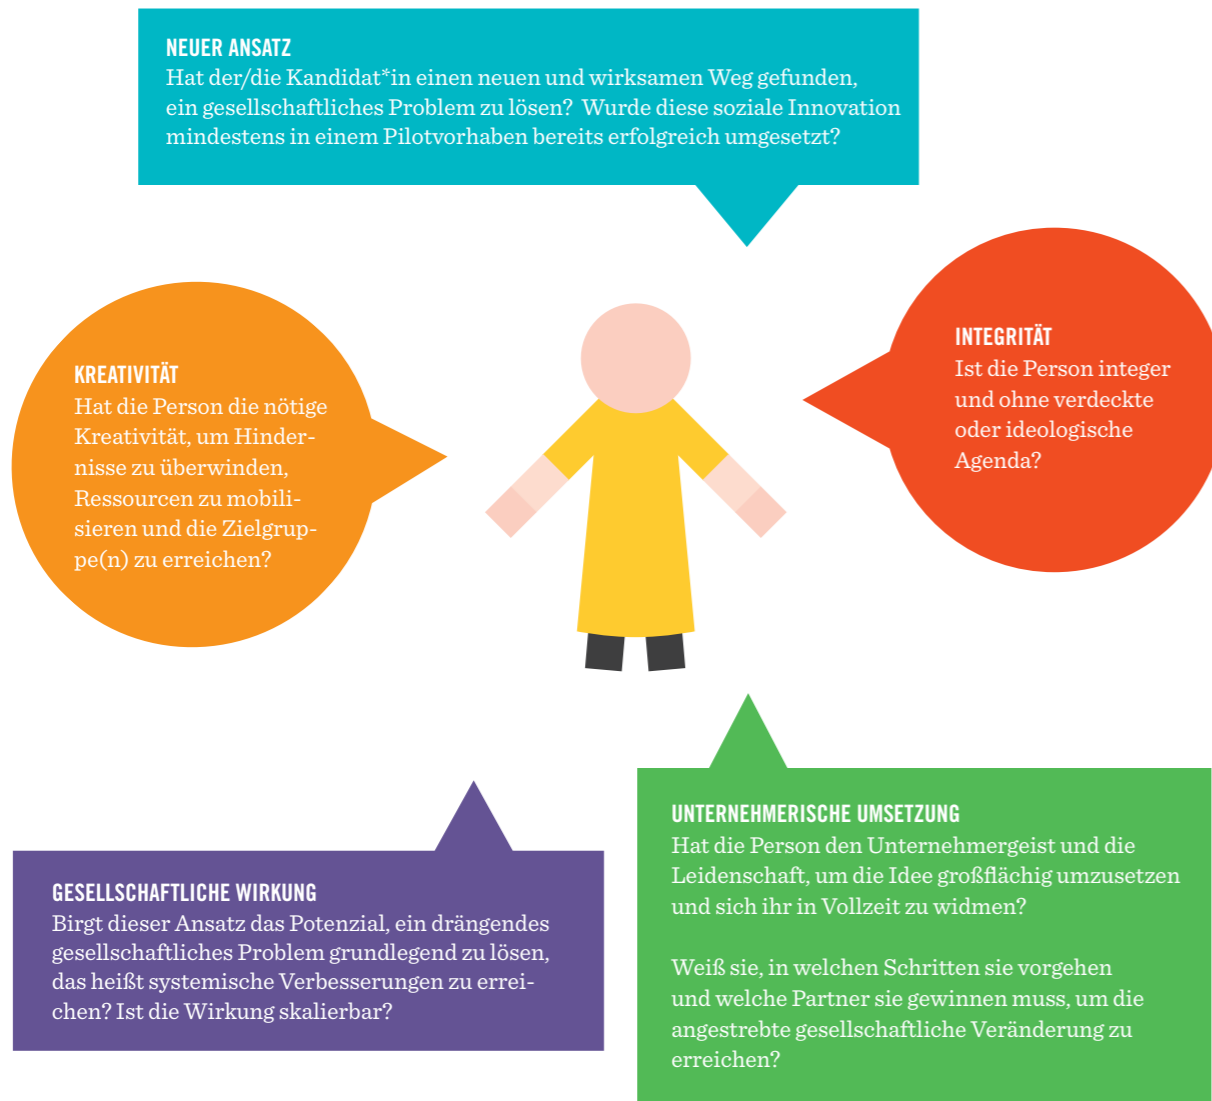 NEUER ANSATZ
Hat der/die Kandidat*in einen neuen und wirksamen Weg gefunden,
ein gesellschaftliches Problem zu lösen? Wurde diese soziale Innovation
mindestens in einem Pilotvorhaben bereits erfolgreich umgesetzt?
KREATIVITÄT
Hat die Person die nötige
Kreativität, um Hinder-
nisse zu überwinden,
Ressourcen zu mobili-
sieren und die Zielgrup-
pe(n) zu erreichen?
INTEGRITÄT
Ist die Person integer
und ohne verdeckte
oder ideologische
Agenda?
GESELLSCHAFTLICHE WIRKUNG
Birgt dieser Ansatz das Potenzial, ein drängendes
gesellschaftliches Problem grundlegend zu lösen,
das heißt systemische Verbesserungen zu errei-
chen? Ist die Wirkung skalierbar?
UNTERNEHMERISCHE UMSETZUNG
Hat die Person den Unternehmergeist und die
Leidenschaft, um die Idee großflächig umzusetzen
und sich ihr in Vollzeit zu widmen?
Weiß sie, in welchen Schritten sie vorgehen
und welche Partner sie gewinnen muss, um die
angestrebte gesellschaftliche Veränderung zu
erreichen?